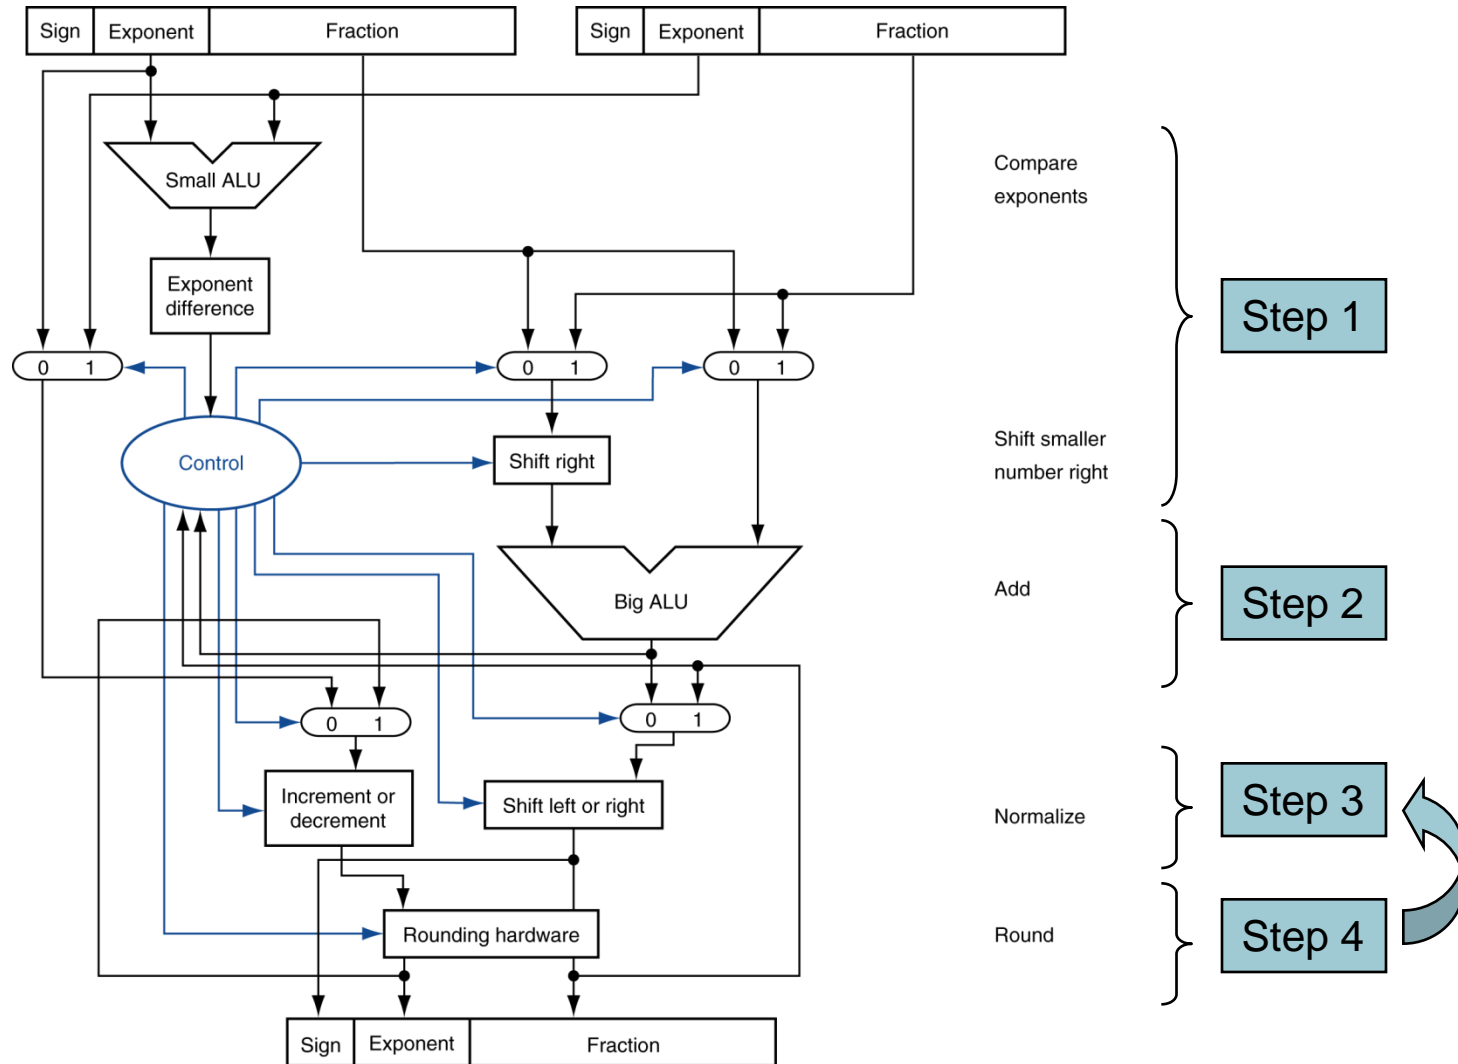 Sign Exponent Fraction
Sign Exponent Fraction
Small ALU
Compare
exponents
Exponent
difference
Step 1
0 1
0 1
0 1
Control
Shift right
Shift smaller
number right
Big ALU
Add
Step 2
0 1
0 1
Increment or
decrement
Shift left or right
Normalize
Step 3
Rounding hardware
Round
Step 4
Sign Exponent Fraction